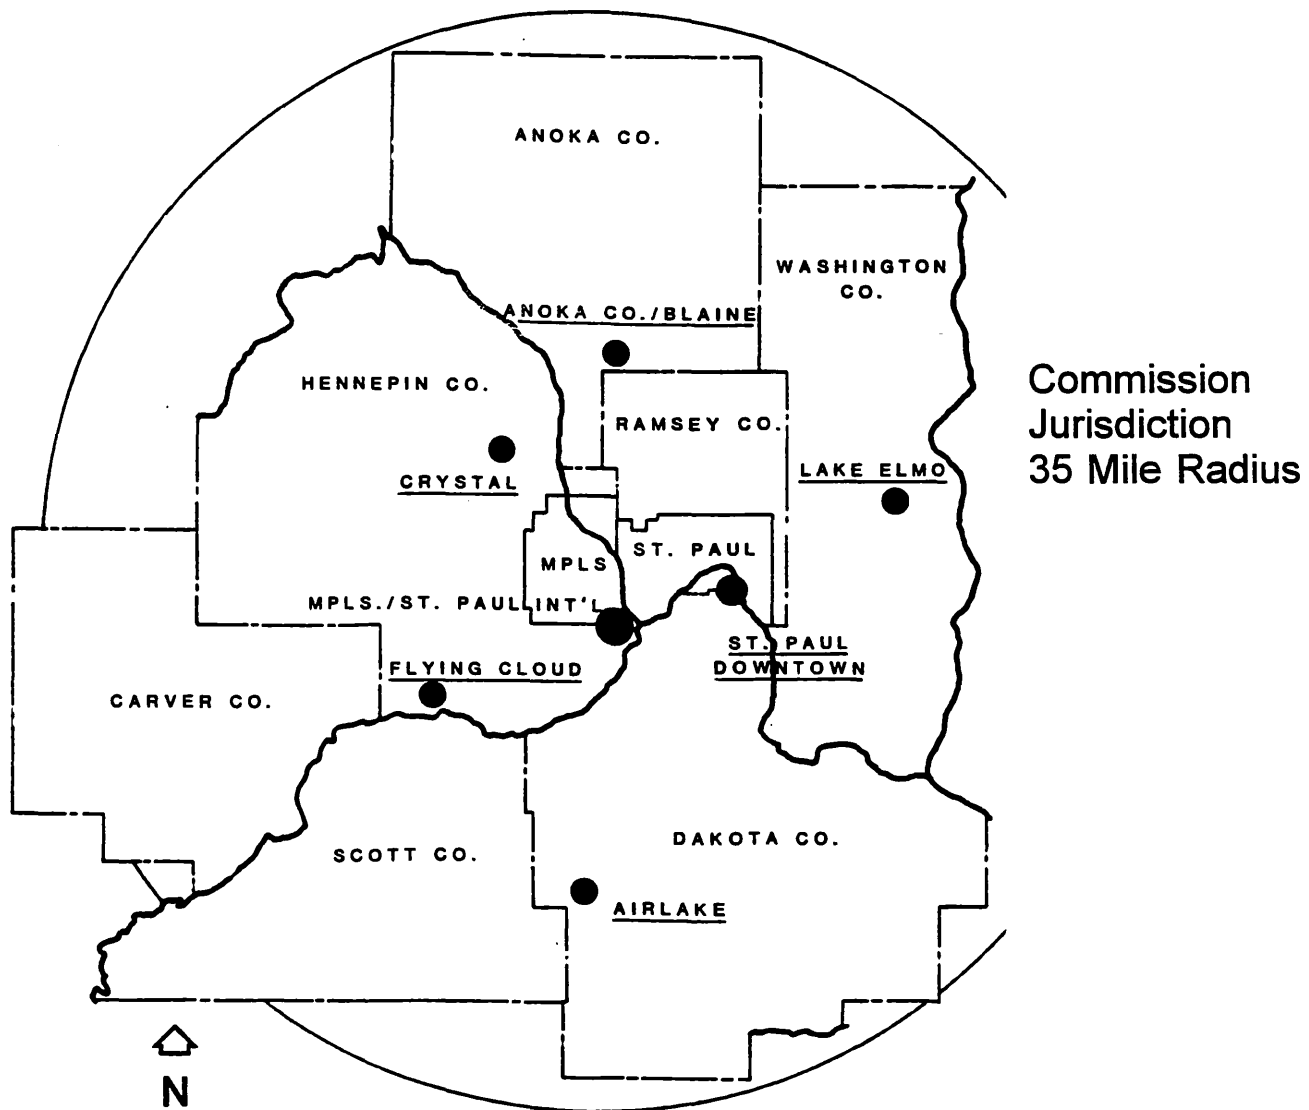 ANOKA CO.
WASHINGTON
CO.
ANOKA CO./BLAINE
HENNEPIN CO.
RAMSEY CO.
Commission
Jurisdiction
35 Mile Radius
CRYSTAL
LAKE ELMO
MPLS
ST. PAUL
MPLS./ST. PAUL INT'L
ST. PAUL
DOWNTOWN
FLYING CLOUD
CARVER CO.
SCOTT CO.
DAKOTA CO.
AIRLAKE
N